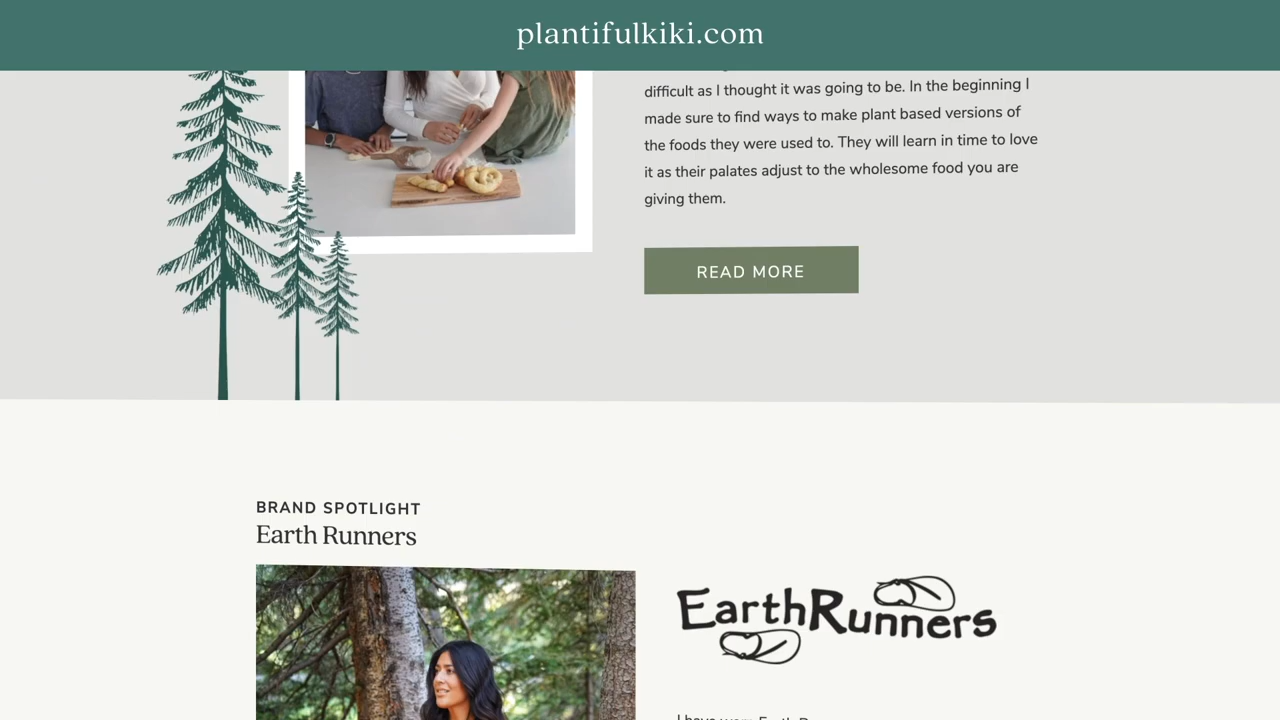 plantifulkiki.com
difficult as I thought it was going to be. In the beginning I
made sure to find ways to make plant based versions of
the foods they were used to. They will learn in time to love
it as their palates adjust to the wholesome food you are
giving them.
READ MORE
BRAND SPOTLIGHT
Earth Runners
EarthRunners
I have worn Earth